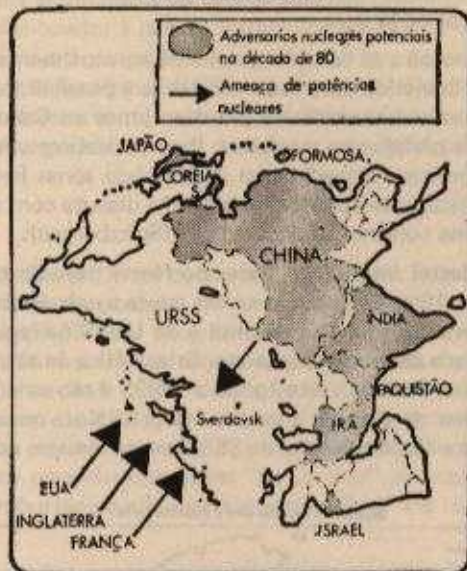 Adversarios nucleares potenciais
na década de 80
Ameaça de potências
nucleares
JAPÃO
FORMOSA
CORÉIA
S.
CHINA
URSS
ÍNDIA
PAQUISTÃO
Sverdovsk
IRÃ
EUA
INGLATERRA
FRANÇA
ISRAEL